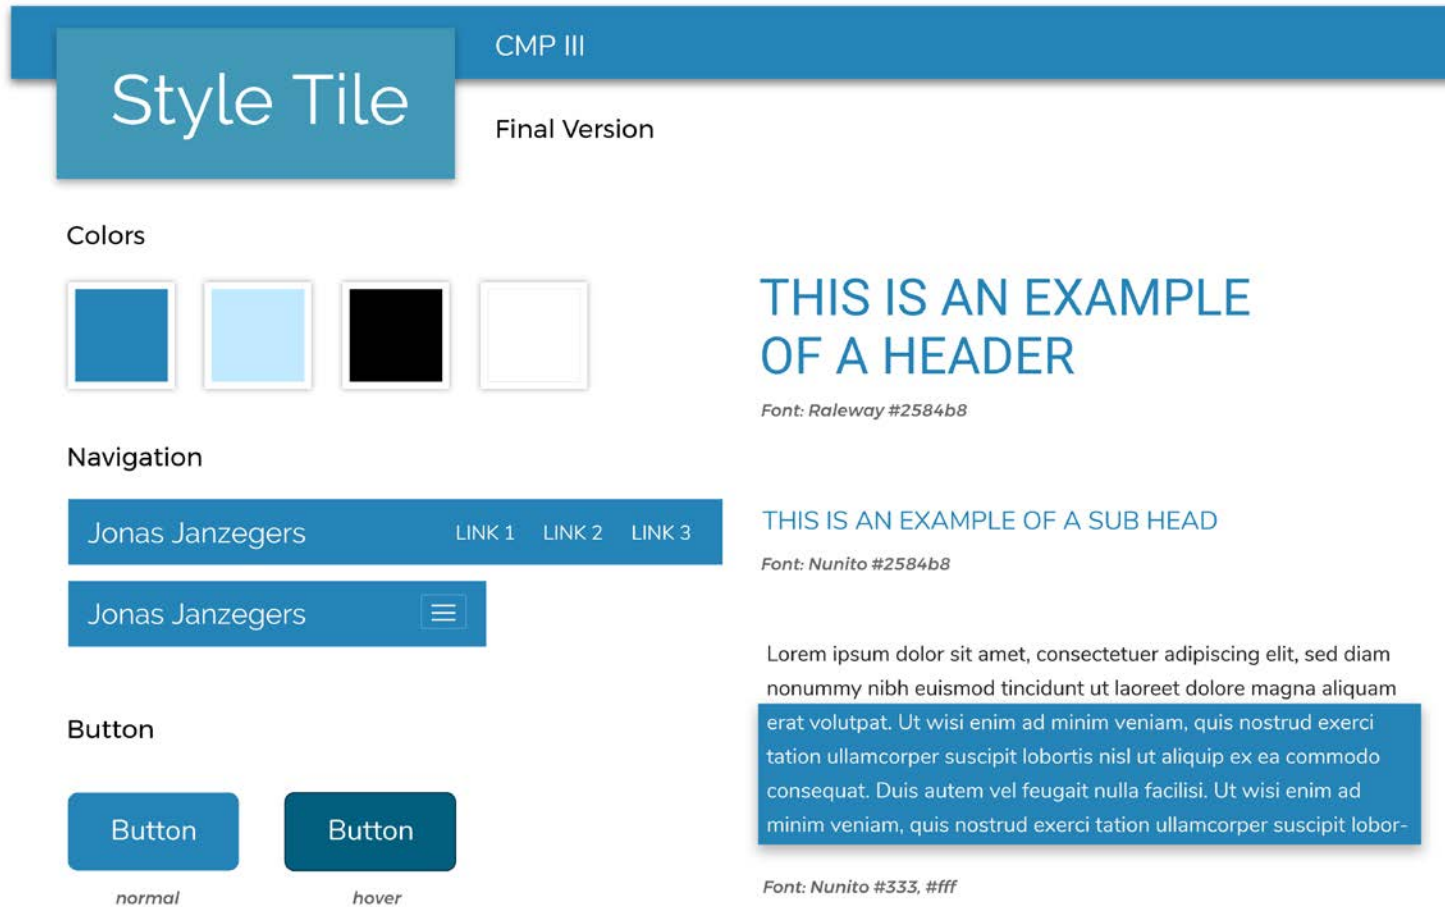 CMP III
Style Tile
Final Version
Colors
Navigation
Jonas Janzegers LINK 1 LINK 2 LINK 3
Jonas Janzegers
Button
Button Button
normal hover
THIS IS AN EXAMPLE
OF A HEADER
Font: Raleway #2584b8
THIS IS AN EXAMPLE OF A SUB HEAD
Font: Nunito #2584b8
Lorem ipsum dolor sit amet, consectetuer adipiscing elit, sed diam
nonummy nibh euismod tincidunt ut laoreet dolore magna aliquam
erat volutpat. Ut wisi enim ad minim veniam, quis nostrud exerci
tation ullamcorper suscipit lobortis nisl ut aliquip ex ea commodo
consequat. Duis autem vel feugait nulla facilisi. Ut wisi enim ad
minim veniam, quis nostrud exerci tation ullamcorper suscipit lobor-
Font: Nunito #333, #fff